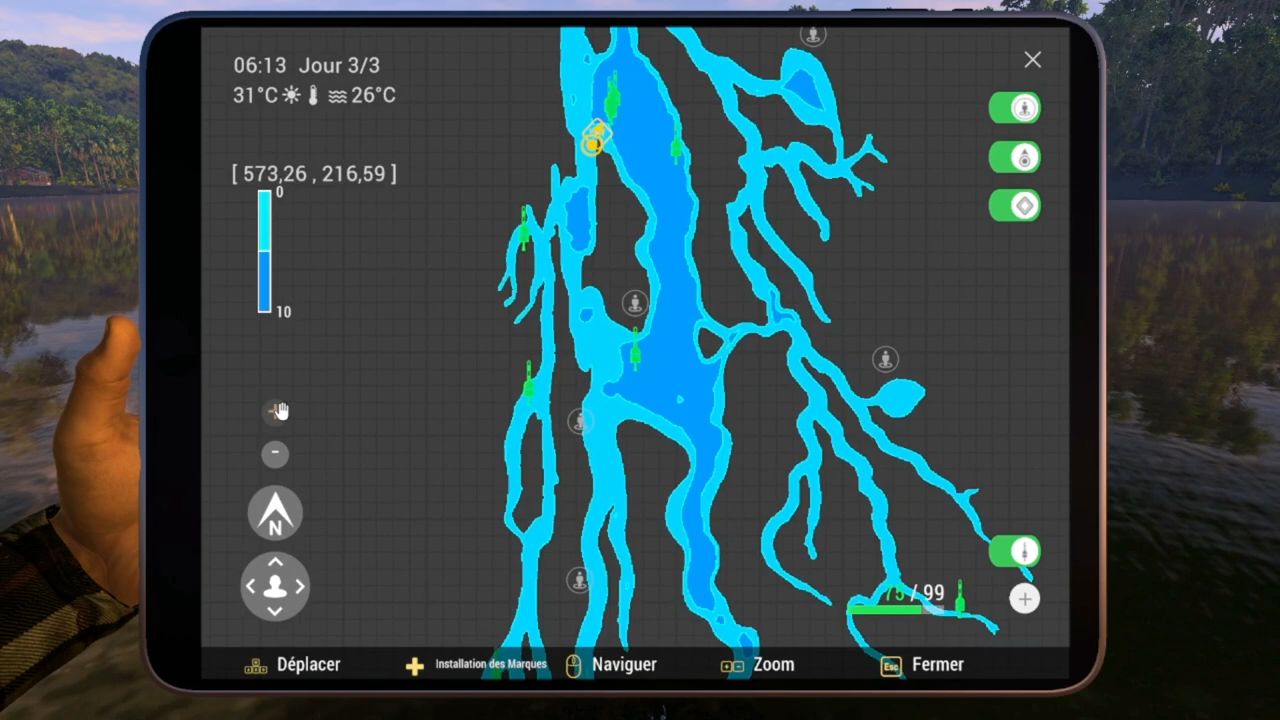 06:13 Jour 3/3
31°C 26°C
[ 573,26 , 216,59 ]
0
10
-
N
75 / 99
+
Déplacer
Installation des Marques
Naviguer
Zoom
Esc Fermer